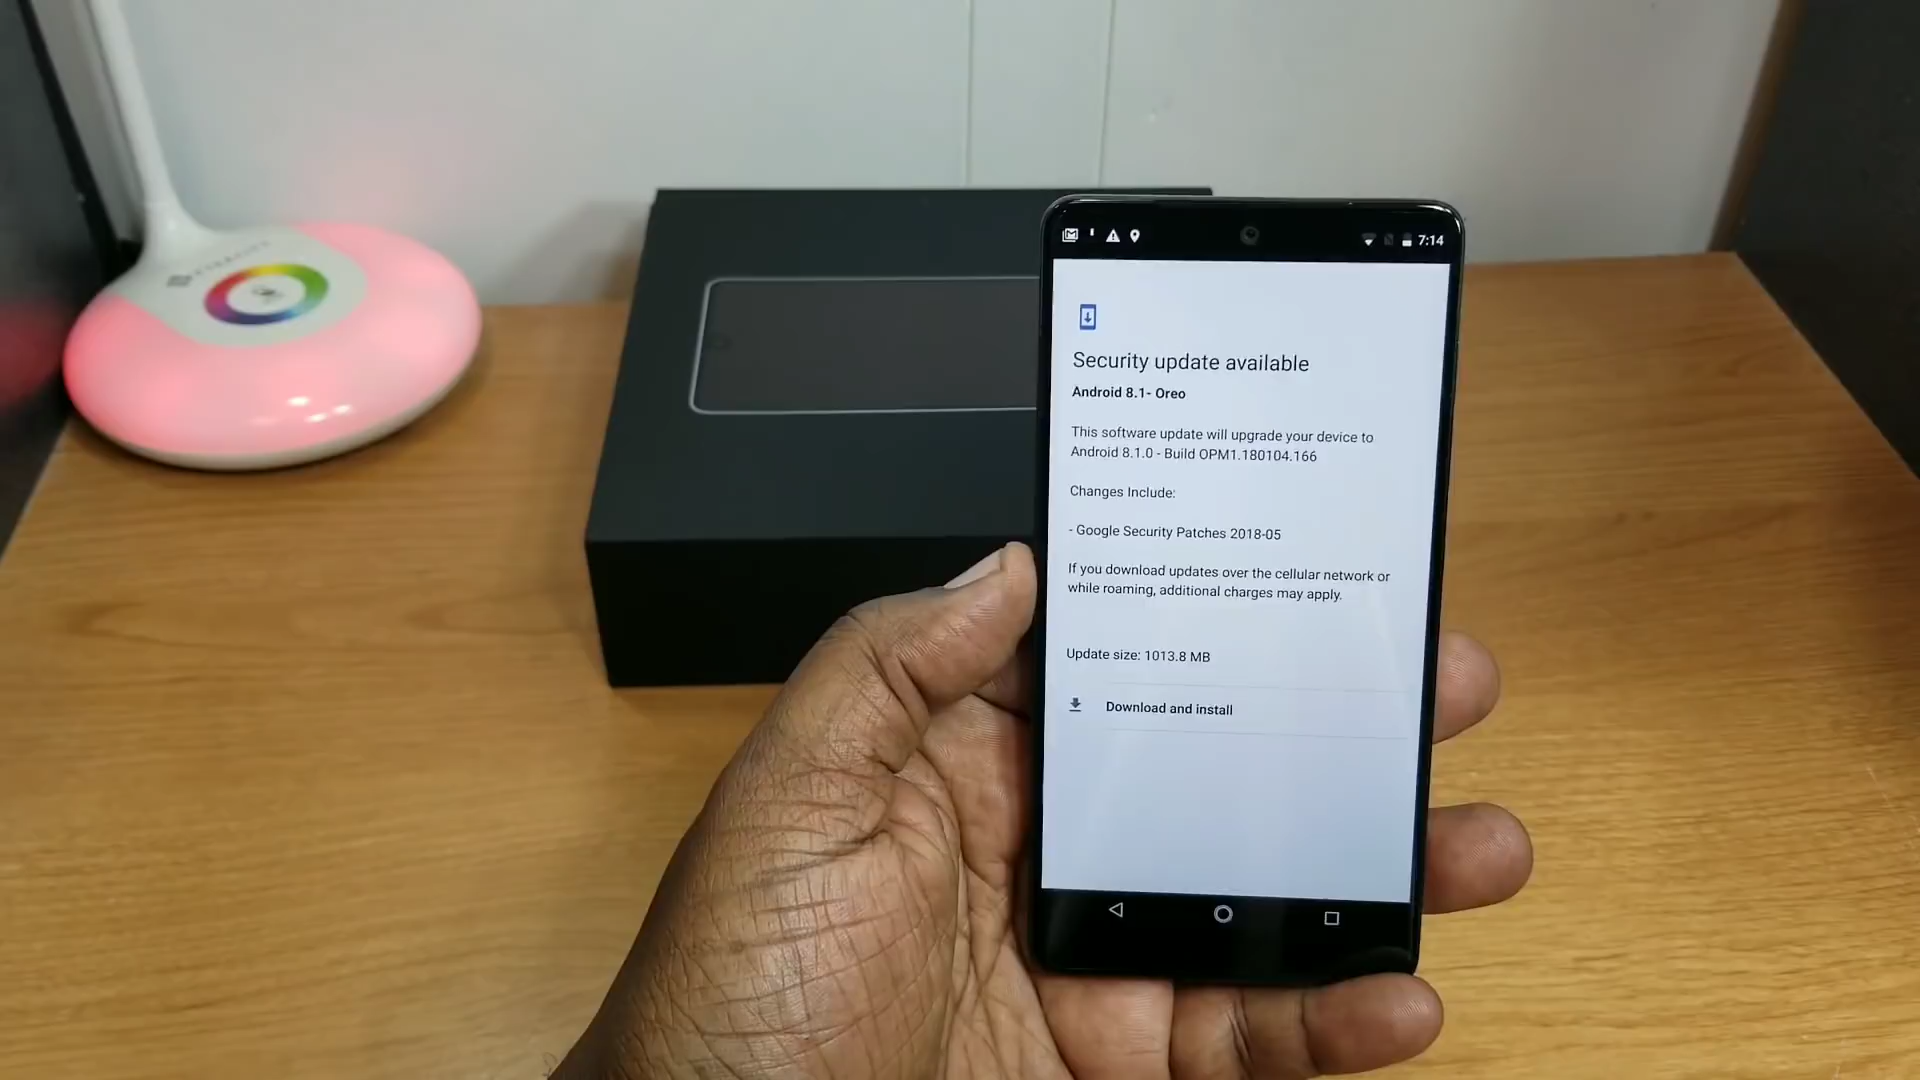 7:14
Security update available
Android 8.1- Oreo
This software update will upgrade your device to
Android 8.1.0 - Build OPM1.180104.166
Changes Include:
- Google Security Patches 2018-05
If you download updates over the cellular network or
while roaming, additional charges may apply.
Update size: 1013.8 MB
Download and install